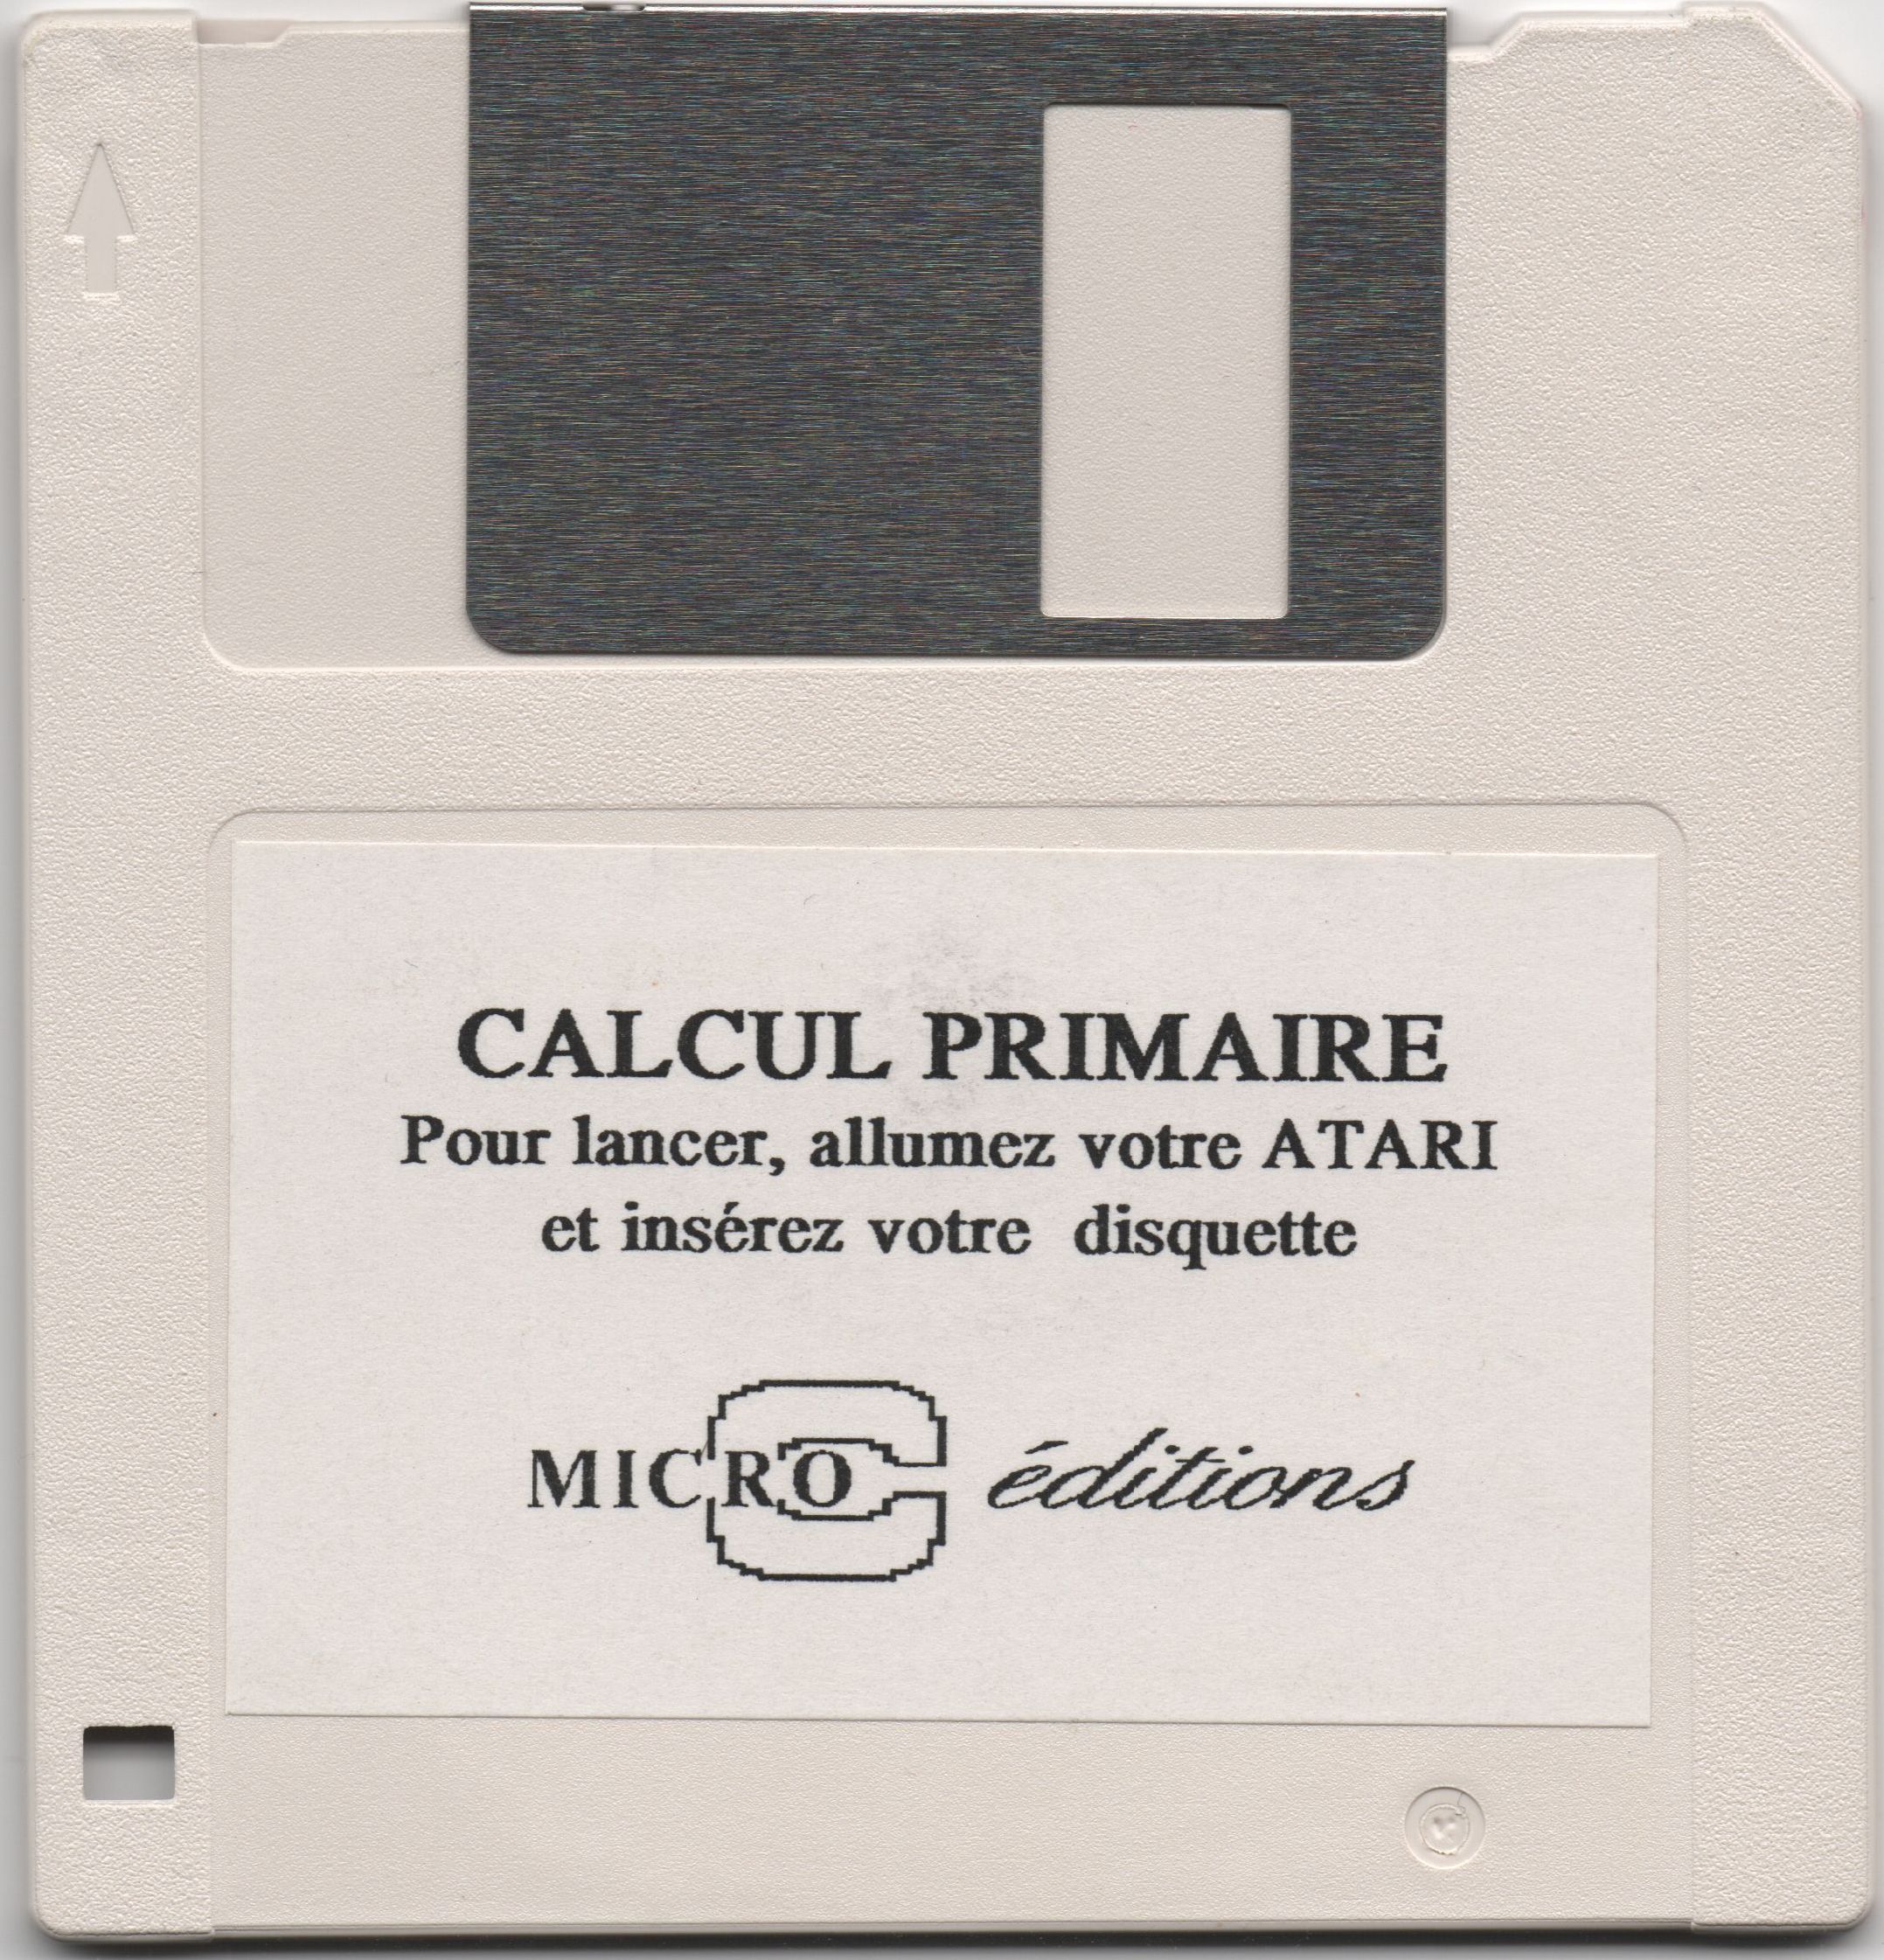 CALCUL PRIMAIRE
Pour lancer, allumez votre ATARI
et insérez votre disquette
MICRO C éditions